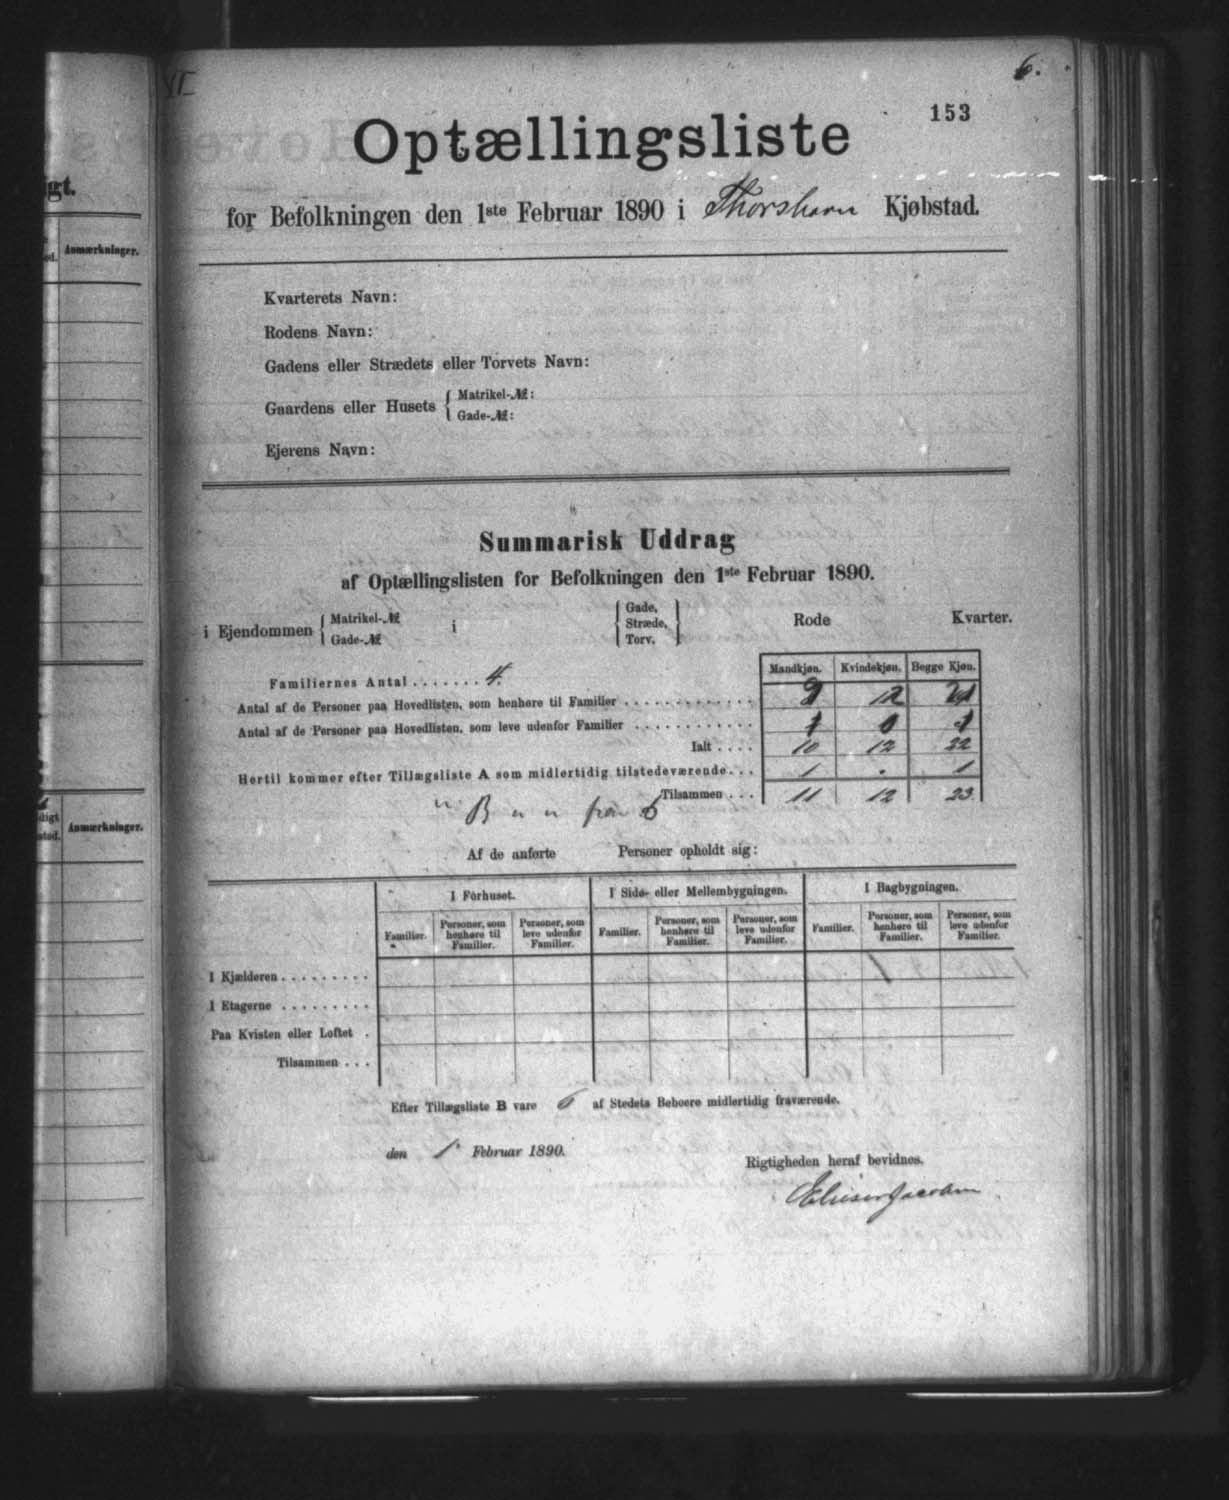 VI
6.
153
Optællingsliste
for Befolkningen den 1ste Februar 1890 i Thorshavn Kjøbstad.
Kvarterets Navn:
Rodens Navn:
Gadens eller Strædets eller Torvets Navn:
Gaardens eller Husets { Matrikel-№:
Gade-№:
Ejerens Navn:
Summarisk Uddrag
af Optællingslisten for Befolkningen den 1ste Februar 1890.
i Ejendommen { Matrikel-№ Gade-№ i { Gade, Stræde, Torv. } Rode Kvarter.
Mandkjøn. Kvindekjøn. Begge Kjøn.
Familiernes Antal . . . . . . . 4.
Antal af de Personer paa Hovedlisten, som henhøre til Familier . . . . . . . . . . . . . 9 12 21
Antal af de Personer paa Hovedlisten, som leve udenfor Familier . . . . . . . . . . . . 1 0 1
Ialt . . . . 10 12 22
Hertil kommer efter Tillægsliste A som midlertidig tilstedeværende. . . 1 . 1
Tilsammen . . . 11 12 23
" B " " fra 6
Af de anførte Personer opholdt sig:
I Forhuset. I Side- eller Mellembygningen. I Bagbygningen.
Familier. Personer, som henhøre til Familier. Personer, som leve udenfor Familier. Familier. Personer, som henhøre til Familier. Personer, som leve udenfor Familier. Familier. Personer, som henhøre til Familier. Personer, som leve udenfor Familier.
I Kjælderen . . . . . . . . .
I Etagerne . . . . . . . . .
Paa Kvisten eller Loftet .
Tilsammen . . .
Efter Tillægsliste B vare 6 af Stedets Beboere midlertidig fraværende.
den 1. Februar 1890.
Rigtigheden heraf bevidnes.
Elieser Jacobsen
gt.
Anmærkninger.
Anmærkninger.